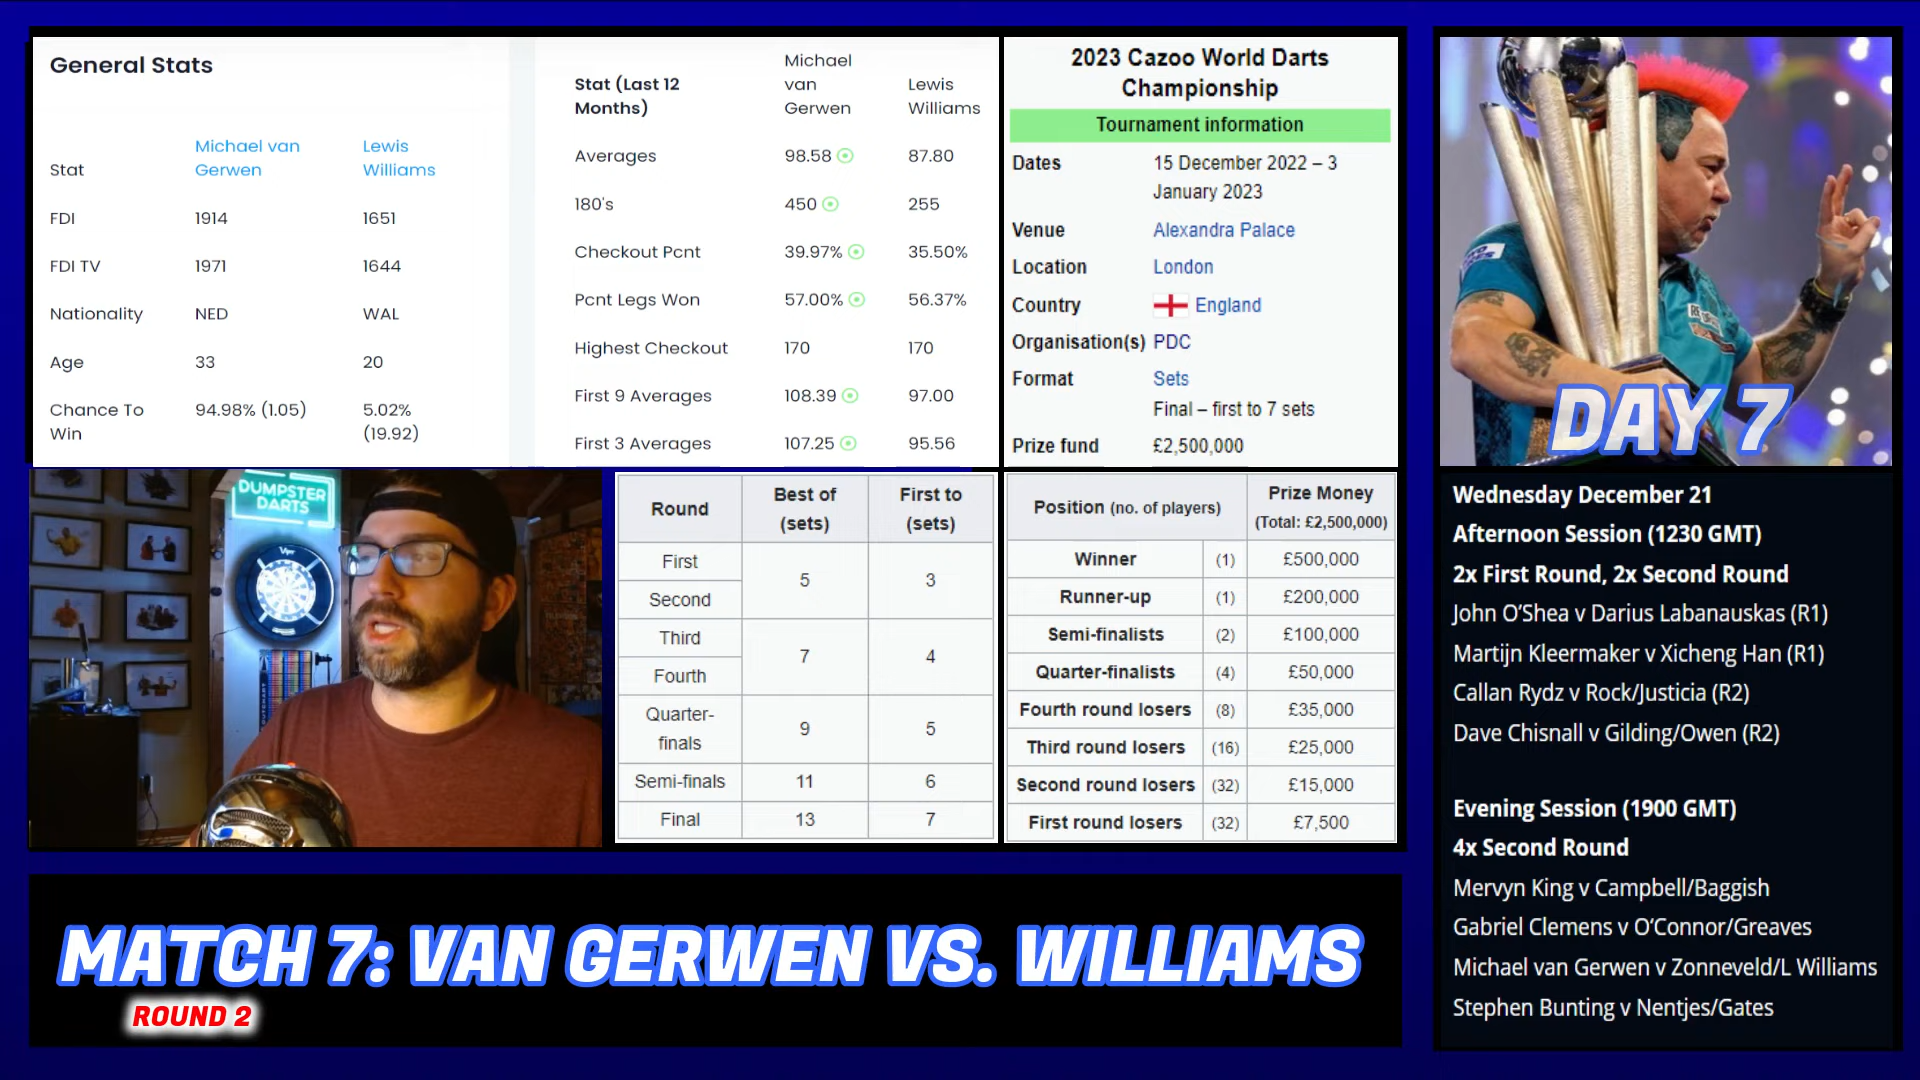 General Stats
Stat Michael van Gerwen Lewis Williams
FDI 1914 1651
FDI TV 1971 1644
Nationality NED WAL
Age 33 20
Chance To Win 94.98% (1.05) 5.02% (19.92)
Stat (Last 12 Months) Michael van Gerwen Lewis Williams
Averages 98.58 87.80
180's 450 255
Checkout Pcnt 39.97% 35.50%
Pcnt Legs Won 57.00% 56.37%
Highest Checkout 170 170
First 9 Averages 108.39 97.00
First 3 Averages 107.25 95.56
2023 Cazoo World Darts
Championship
Tournament information
Dates 15 December 2022 – 3
January 2023
Venue Alexandra Palace
Location London
Country England
Organisation(s) PDC
Format Sets
Final – first to 7 sets
Prize fund £2,500,000
DAY 7
DUMPSTER
DARTS
Viper
Round Best of (sets) First to (sets)
First 5 3
Second
Third 7 4
Fourth
Quarter-finals 9 5
Semi-finals 11 6
Final 13 7
Position (no. of players) Prize Money (Total: £2,500,000)
Winner (1) £500,000
Runner-up (1) £200,000
Semi-finalists (2) £100,000
Quarter-finalists (4) £50,000
Fourth round losers (8) £35,000
Third round losers (16) £25,000
Second round losers (32) £15,000
First round losers (32) £7,500
Wednesday December 21
Afternoon Session (1230 GMT)
2x First Round, 2x Second Round
John O'Shea v Darius Labanauskas (R1)
Martijn Kleermaker v Xicheng Han (R1)
Callan Rydz v Rock/Justicia (R2)
Dave Chisnall v Gilding/Owen (R2)
Evening Session (1900 GMT)
4x Second Round
Mervyn King v Campbell/Baggish
Gabriel Clemens v O'Connor/Greaves
Michael van Gerwen v Zonneveld/L Williams
Stephen Bunting v Nentjes/Gates
MATCH 7: VAN GERWEN VS. WILLIAMS
ROUND 2